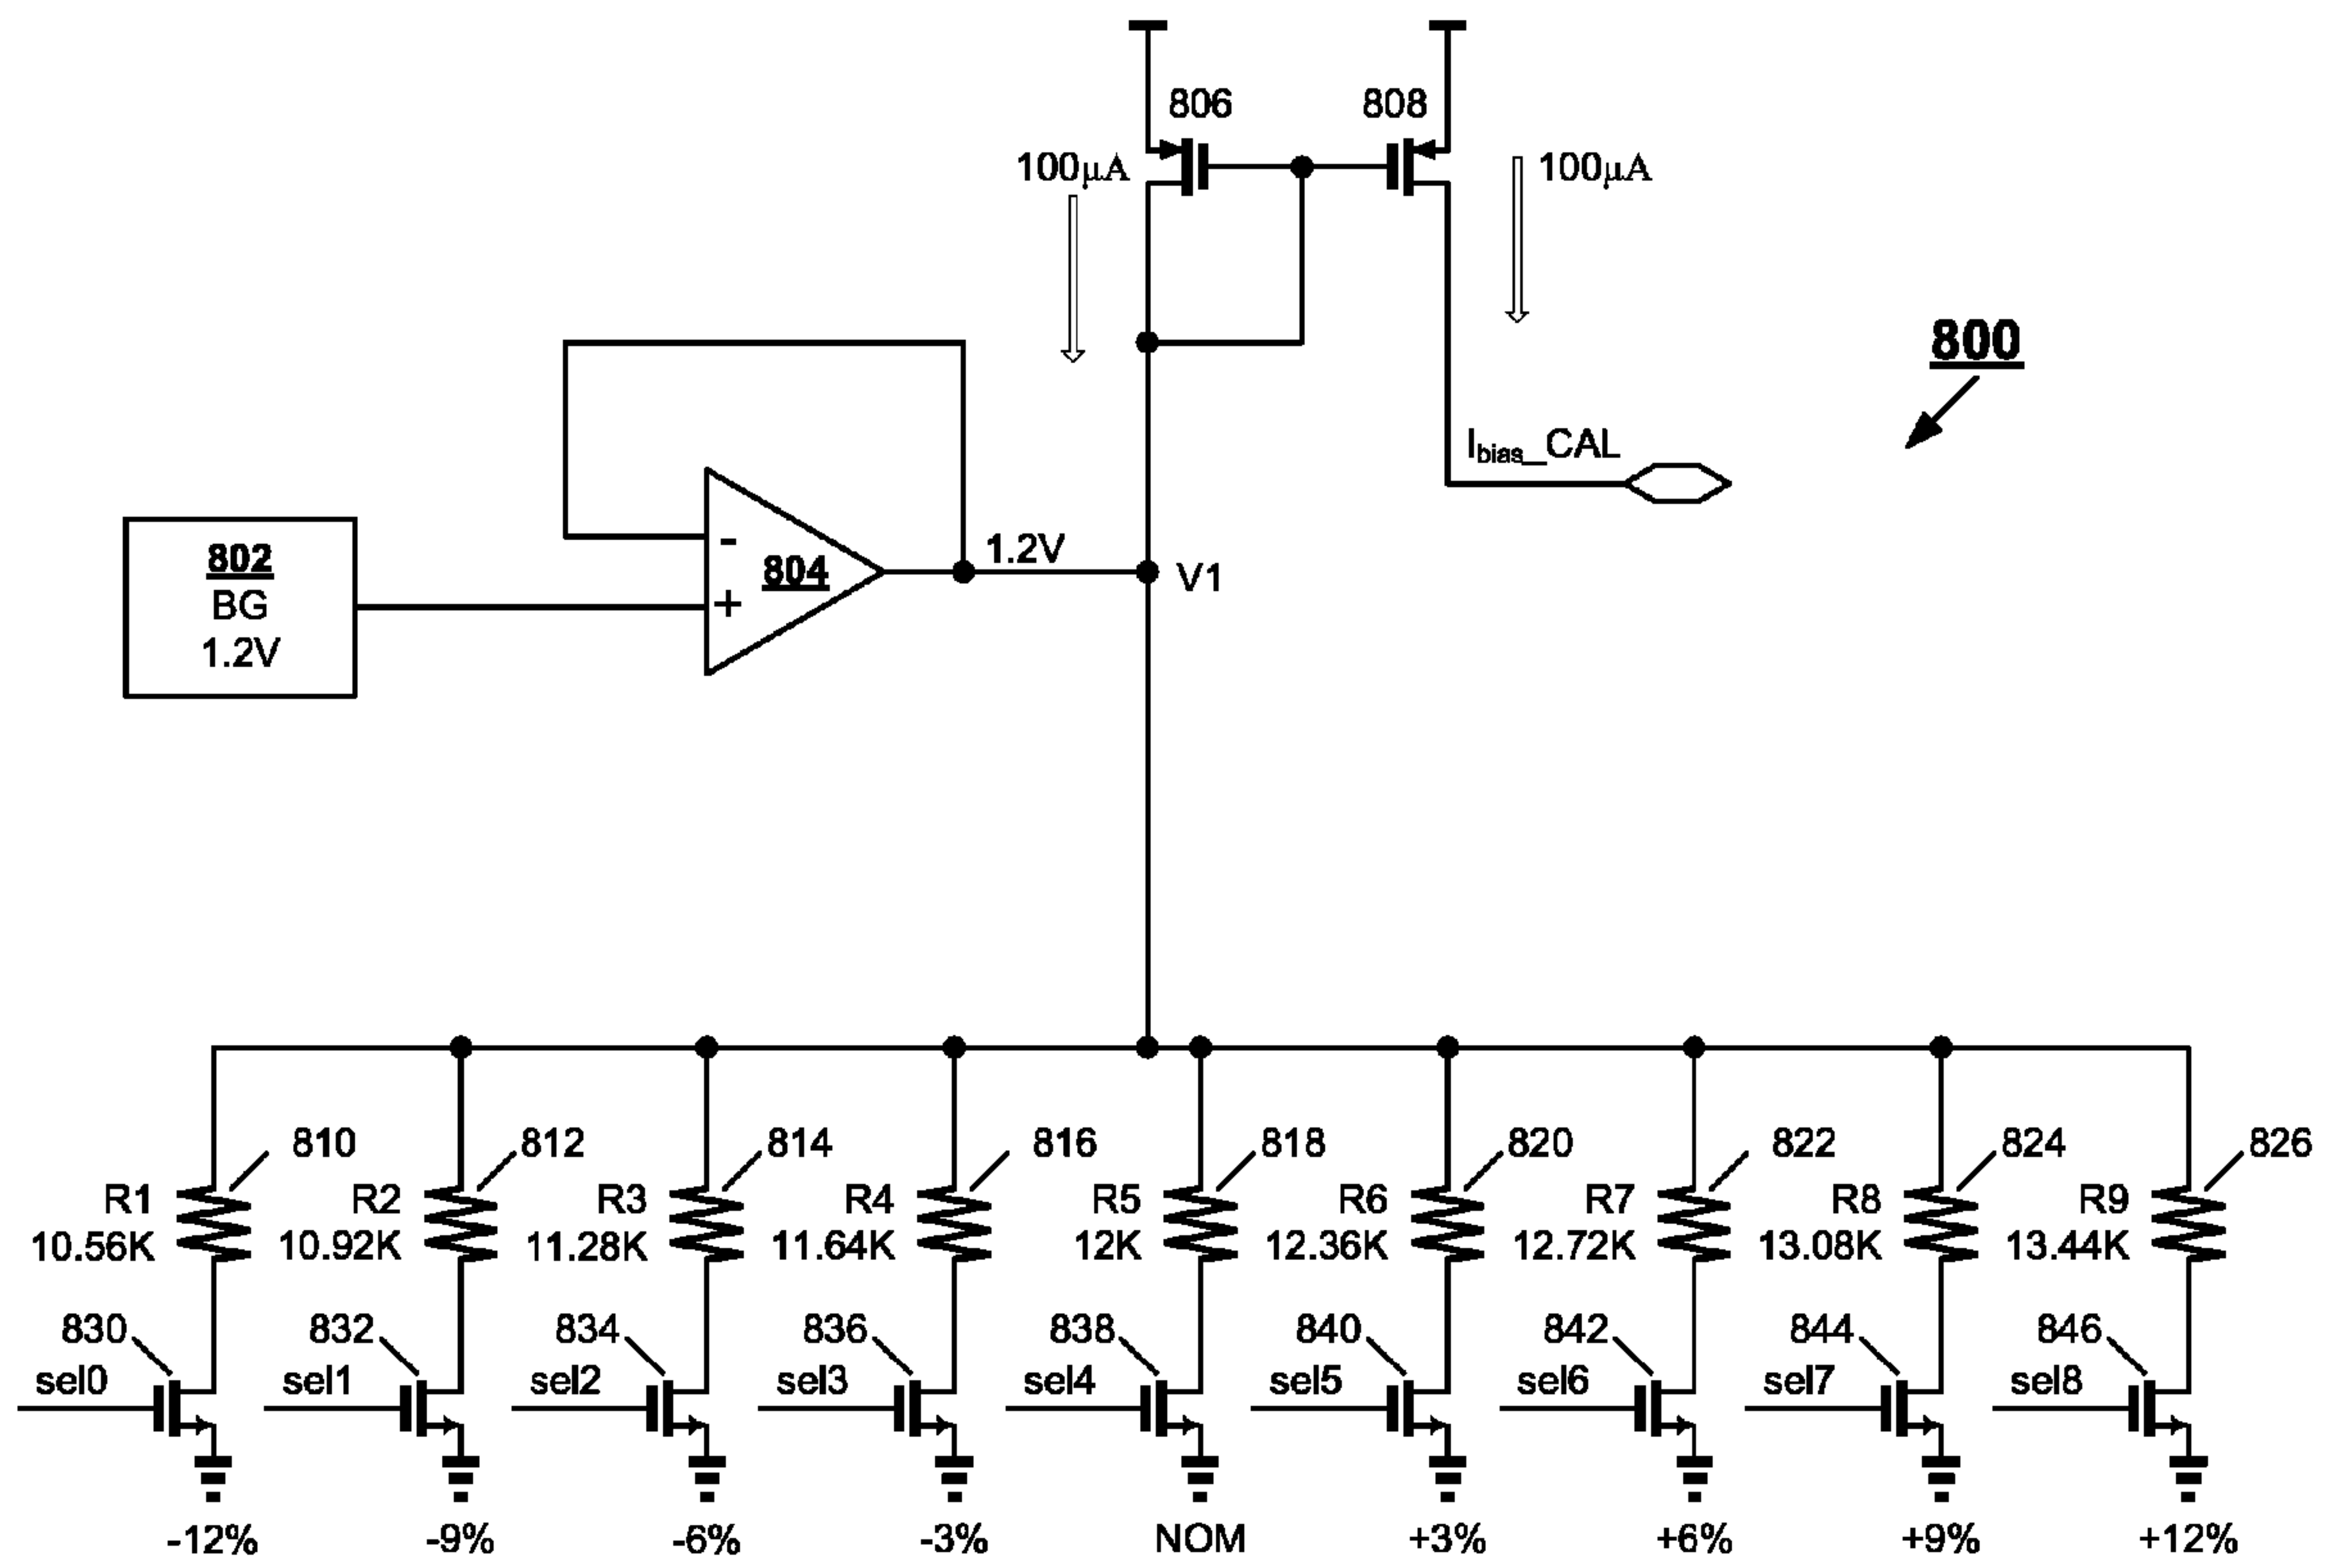 806
808
100μA
100μA
800
I_bias_CAL
802
BG
1.2V
-
+
804
1.2V
V1
810
812
814
816
818
820
822
824
826
R1
10.56K
R2
10.92K
R3
11.28K
R4
11.64K
R5
12K
R6
12.36K
R7
12.72K
R8
13.08K
R9
13.44K
830
832
834
836
838
840
842
844
846
sel0
sel1
sel2
sel3
sel4
sel5
sel6
sel7
sel8
-12%
-9%
-6%
-3%
NOM
+3%
+6%
+9%
+12%